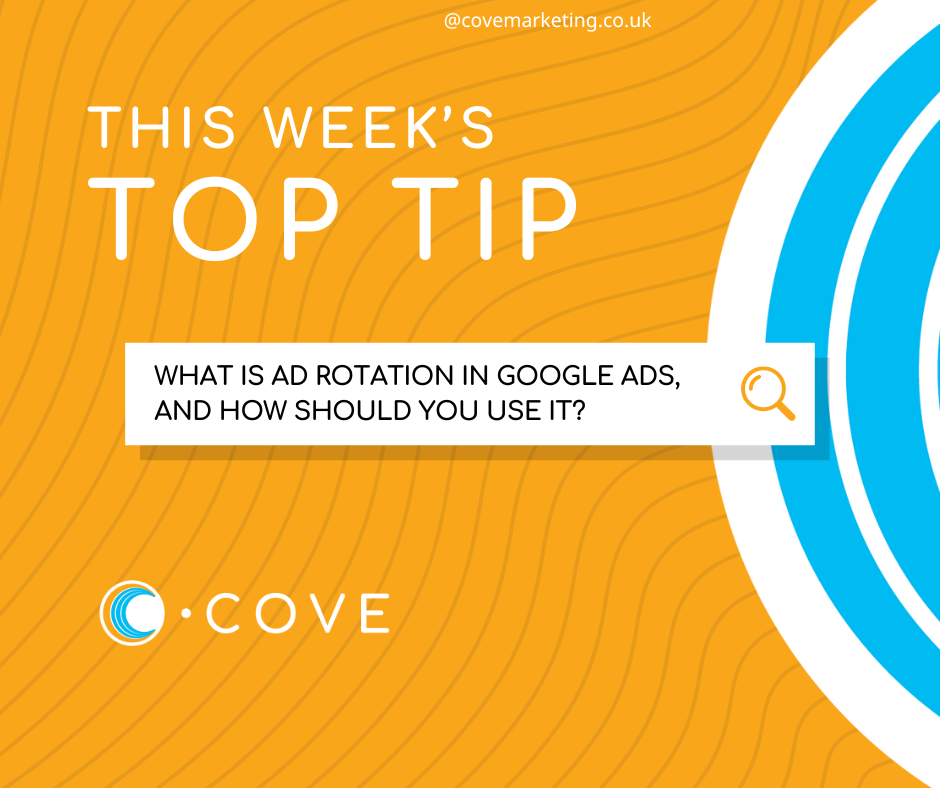 @covemarketing.co.uk
THIS WEEK'S
TOP TIP
WHAT IS AD ROTATION IN GOOGLE ADS,
AND HOW SHOULD YOU USE IT?
• COVE